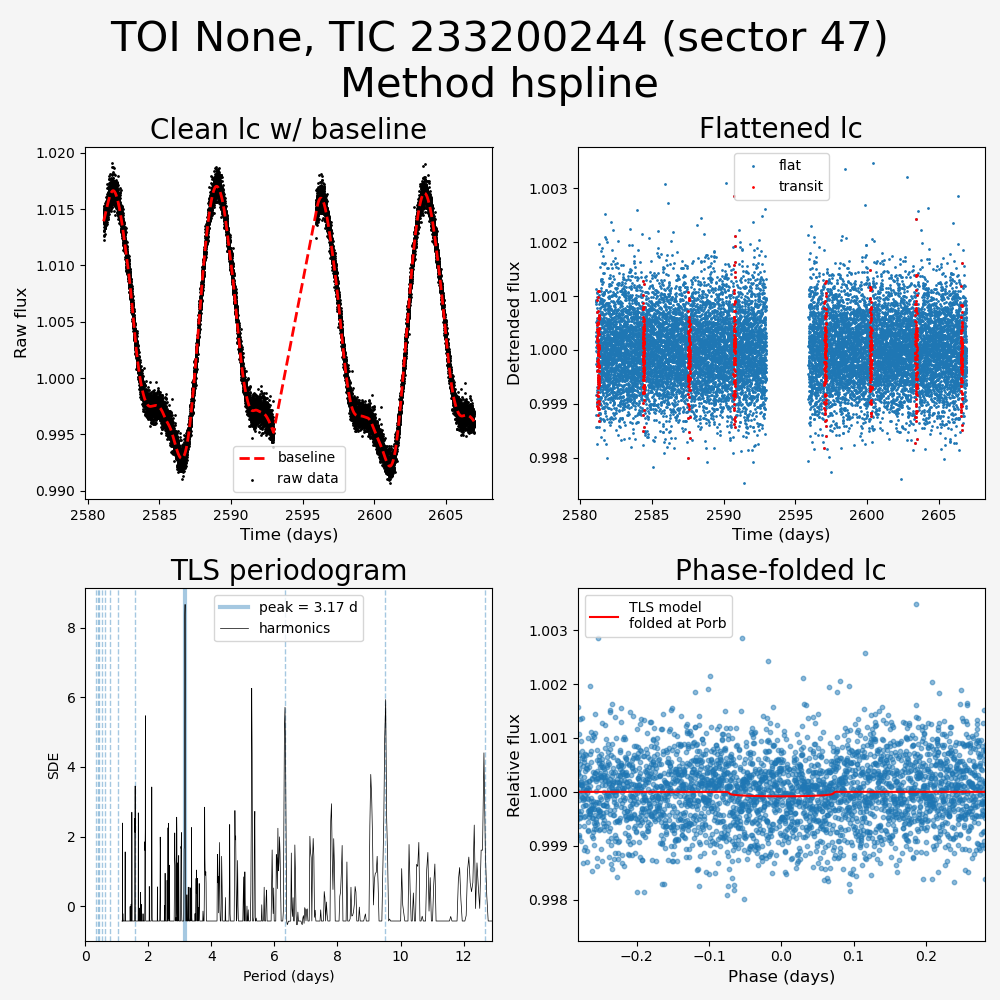 TOI None, TIC 233200244 (sector 47)
Method hspline
Clean lc w/ baseline
1.020
1.015
1.010
1.005
1.000
0.995
0.990
Raw flux
baseline
raw data
2580
2585
2590
2595
2600
2605
Time (days)
Flattened lc
flat
transit
1.003
1.002
1.001
1.000
0.999
0.998
Detrended flux
2580
2585
2590
2595
2600
2605
Time (days)
TLS periodogram
peak = 3.17 d
harmonics
8
6
4
2
0
SDE
0
2
4
6
8
10
12
Period (days)
Phase-folded lc
TLS model
folded at Porb
1.003
1.002
1.001
1.000
0.999
0.998
Relative flux
−0.2
−0.1
0.0
0.1
0.2
Phase (days)